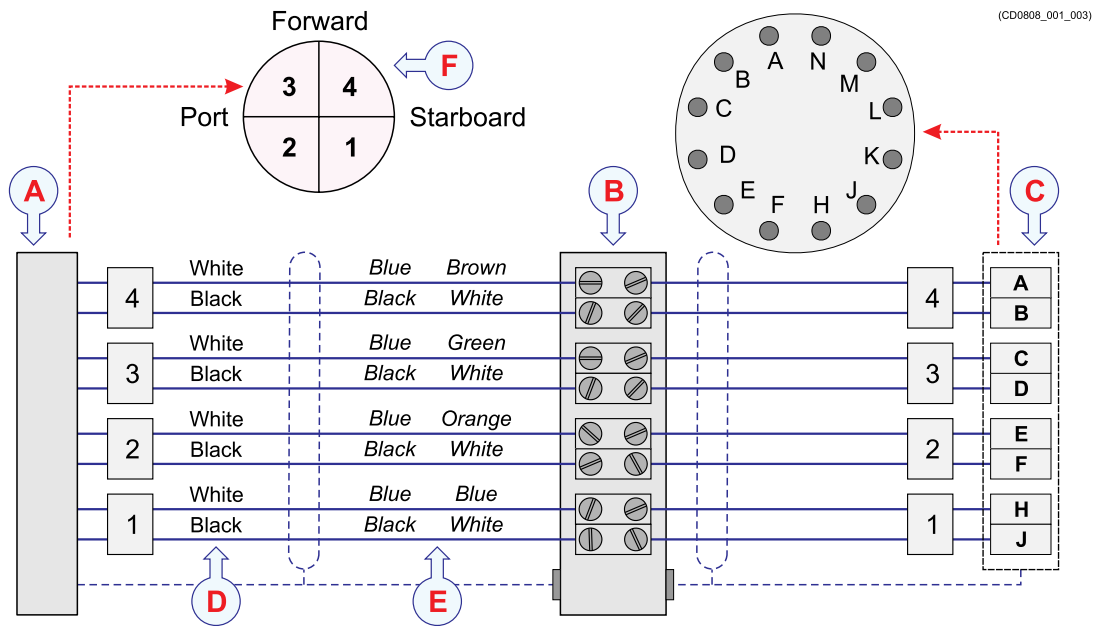 (CD0808_001_003)
Forward
3 4
Port Starboard
2 1
F
A N
B M
C L
D K
E J
F H
A
B
C
White Blue Brown
4 4 A
Black Black White
B
White Blue Green
3 3 C
Black Black White
D
White Blue Orange
2 2 E
Black Black White
F
White Blue Blue
1 1 H
Black Black White
J
D
E